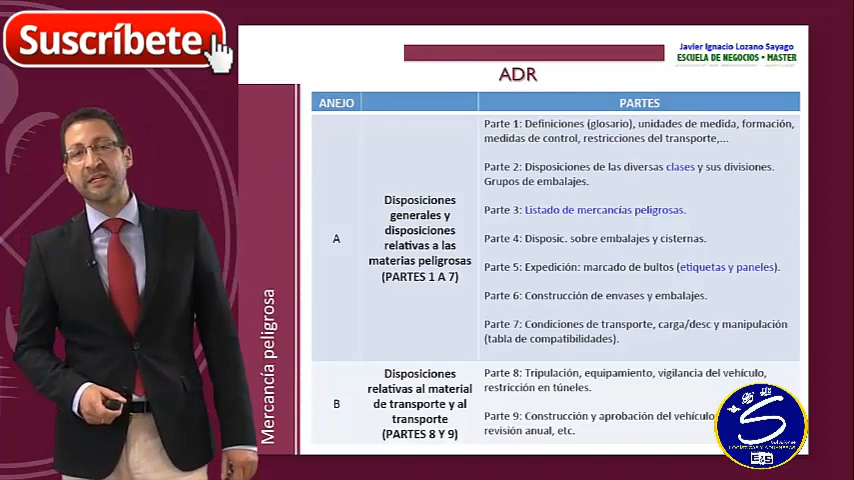 Suscríbete
Javier Ignacio Lozano Sayago
ESCUELA DE NEGOCIOS • MASTER
ADR
ANEJO
PARTES
A
Disposiciones
generales y
disposiciones
relativas a las
materias peligrosas
(PARTES 1 A 7)
Parte 1: Definiciones (glosario), unidades de medida, formación,
medidas de control, restricciones del transporte,...
Parte 2: Disposiciones de las diversas clases y sus divisiones.
Grupos de embalajes.
Parte 3: Listado de mercancías peligrosas.
Parte 4: Disposic. sobre embalajes y cisternas.
Parte 5: Expedición: marcado de bultos (etiquetas y paneles).
Parte 6: Construcción de envases y embalajes.
Parte 7: Condiciones de transporte, carga/desc y manipulación
(tabla de compatibilidades).
B
Disposiciones
relativas al material
de transporte y al
transporte
(PARTES 8 Y 9)
Parte 8: Tripulación, equipamiento, vigilancia del vehículo,
restricción en túneles.
Parte 9: Construcción y aprobación del vehículo
revisión anual, etc.
Mercancía peligrosa
S
Soluciones
LOGÍSTICAS Y ADUANERAS